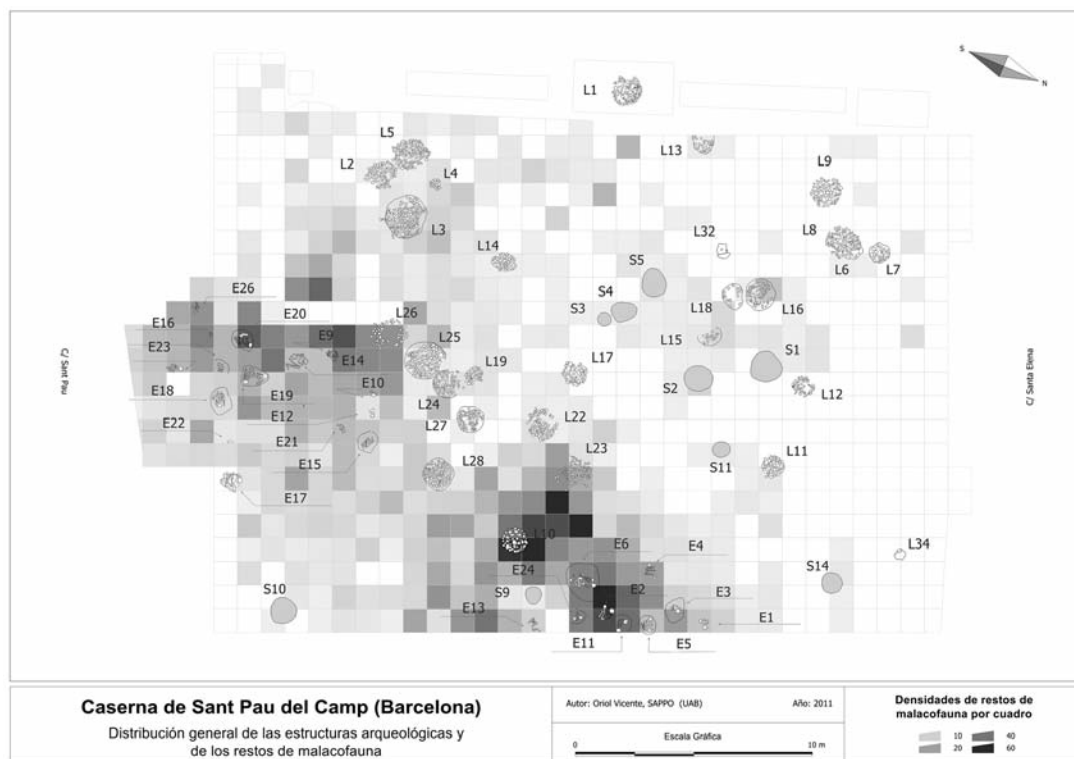 S
N
L1
L5
L2
L4
L13
L9
L3
L14
L32
L8
L6
L7
S5
S4
S3
L18
L16
E26
E20
E16
E9
L26
L25
E23
E14
L15
S1
E10
L19
L17
S2
L12
E18
E19
L24
E12
L27
L22
E22
E21
L23
E15
L28
S11
L11
E17
L10
E6
E4
L34
E24
S14
S10
S9
E2
E3
E13
E1
E11
E5
C/ Sant Pau
C/ Santa Elena
Caserna de Sant Pau del Camp (Barcelona)
Distribución general de las estructuras arqueológicas y
de los restos de malacofauna
Autor: Oriol Vicente, SAPPO (UAB)
Año: 2011
Escala Gráfica
0
10 m
Densidades de restos de
malacofauna por cuadro
10
40
20
60